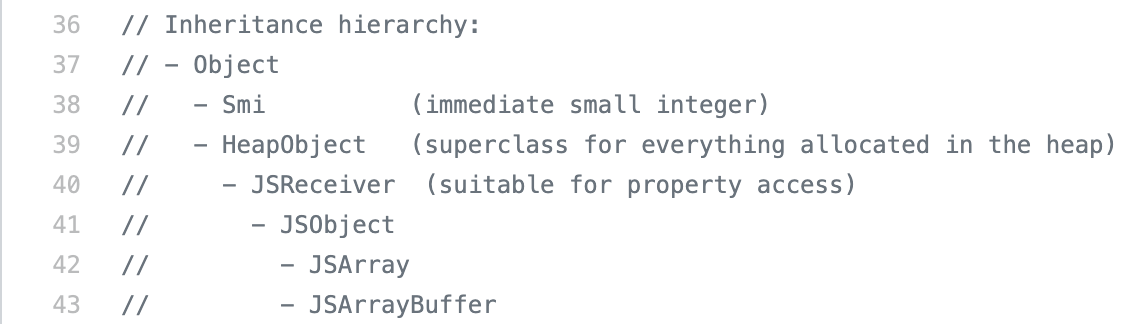 36 // Inheritance hierarchy:
37 // - Object
38 //   - Smi          (immediate small integer)
39 //   - HeapObject   (superclass for everything allocated in the heap)
40 //     - JSReceiver  (suitable for property access)
41 //       - JSObject
42 //         - JSArray
43 //         - JSArrayBuffer